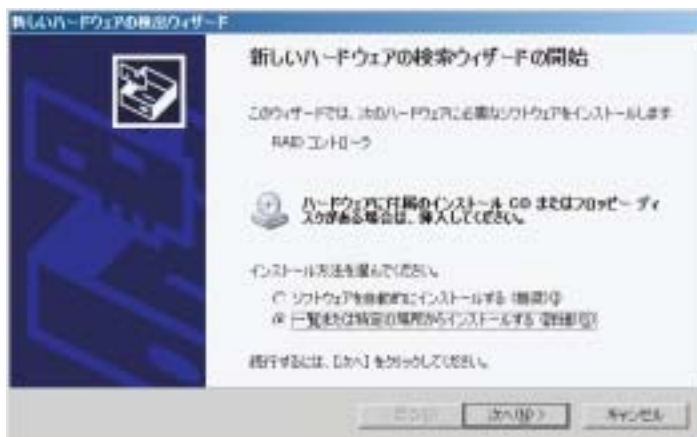 新しいハードウェアの検出ウィザード
新しいハードウェアの検索ウィザードの開始
このウィザードでは、次のハードウェアに必要なソフトウェアをインストールします
RAID コントローラ
ハードウェアに付属のインストール CD またはフロッピー ディ
スクがある場合は、挿入してください。
インストール方法を選んでください。
ソフトウェアを自動的にインストールする (推奨)(I)
一覧または特定の場所からインストールする (詳細)(S)
続行するには、[次へ] をクリックしてください。
次へ(N) >
キャンセル